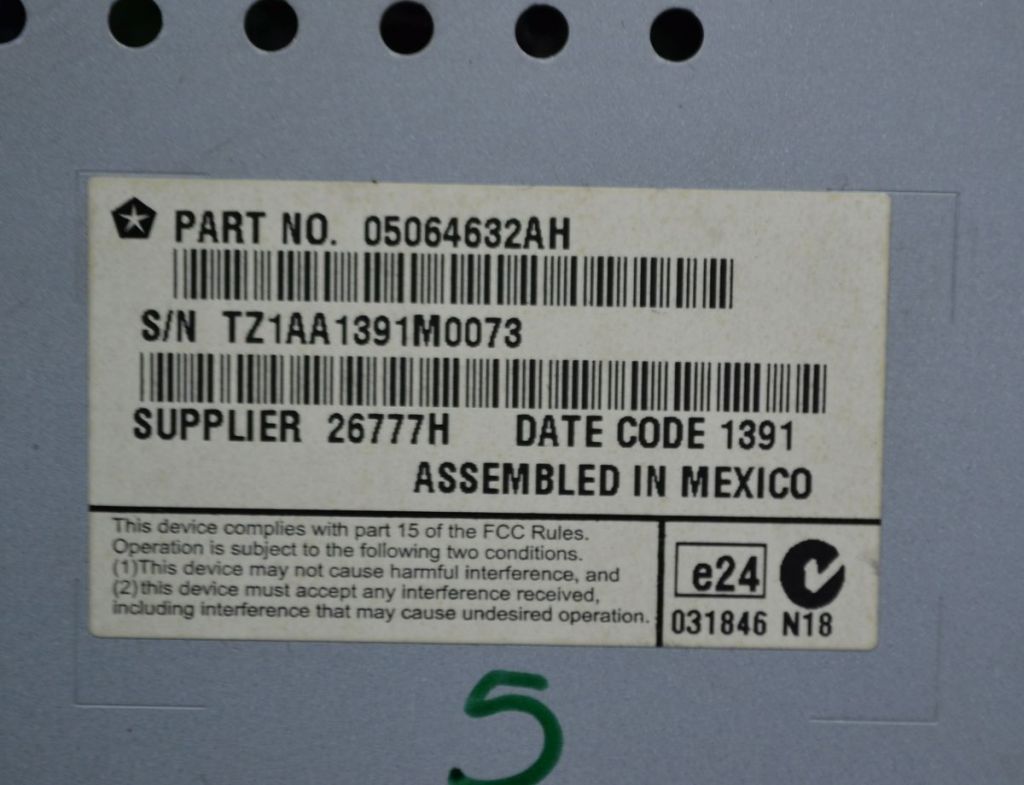 PART NO. 05064632AH
S/N TZ1AA1391M0073
SUPPLIER 26777H DATE CODE 1391
ASSEMBLED IN MEXICO
This device complies with part 15 of the FCC Rules.
Operation is subject to the following two conditions.
(1)This device may not cause harmful interference, and
(2)this device must accept any interference received,
including interference that may cause undesired operation.
e24
031846 N18
5